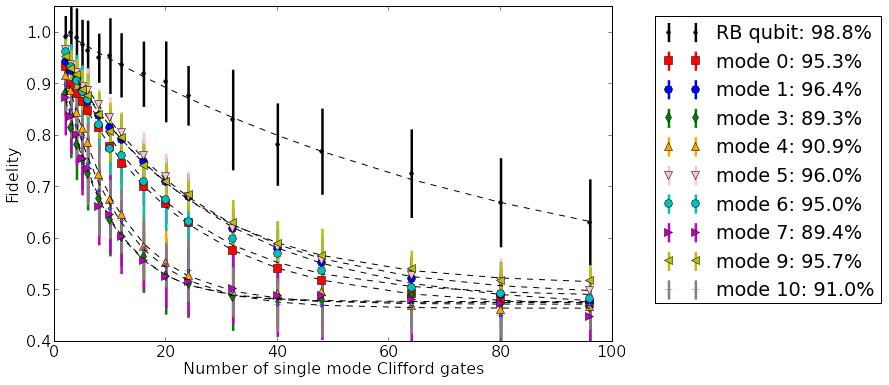 1.0
0.9
0.8
0.7
0.6
0.5
0.4
Fidelity
0
20
40
60
80
100
Number of single mode Clifford gates
RB qubit: 98.8%
mode 0: 95.3%
mode 1: 96.4%
mode 3: 89.3%
mode 4: 90.9%
mode 5: 96.0%
mode 6: 95.0%
mode 7: 89.4%
mode 9: 95.7%
mode 10: 91.0%